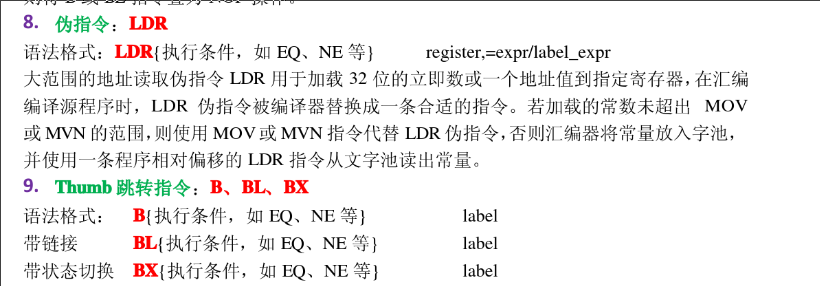 8. 伪指令：LDR
语法格式：LDR{执行条件，如 EQ、NE 等} register,=expr/label_expr
大范围的地址读取伪指令 LDR 用于加载 32 位的立即数或一个地址值到指定寄存器，在汇编
编译源程序时，LDR 伪指令被编译器替换成一条合适的指令。若加载的常数未超出 MOV
或 MVN 的范围，则使用 MOV 或 MVN 指令代替 LDR 伪指令，否则汇编器将常量放入字池，
并使用一条程序相对偏移的 LDR 指令从文字池读出常量。
9. Thumb 跳转指令：B、BL、BX
语法格式： B{执行条件，如 EQ、NE 等} label
带链接 BL{执行条件，如 EQ、NE 等} label
带状态切换 BX{执行条件，如 EQ、NE 等} label